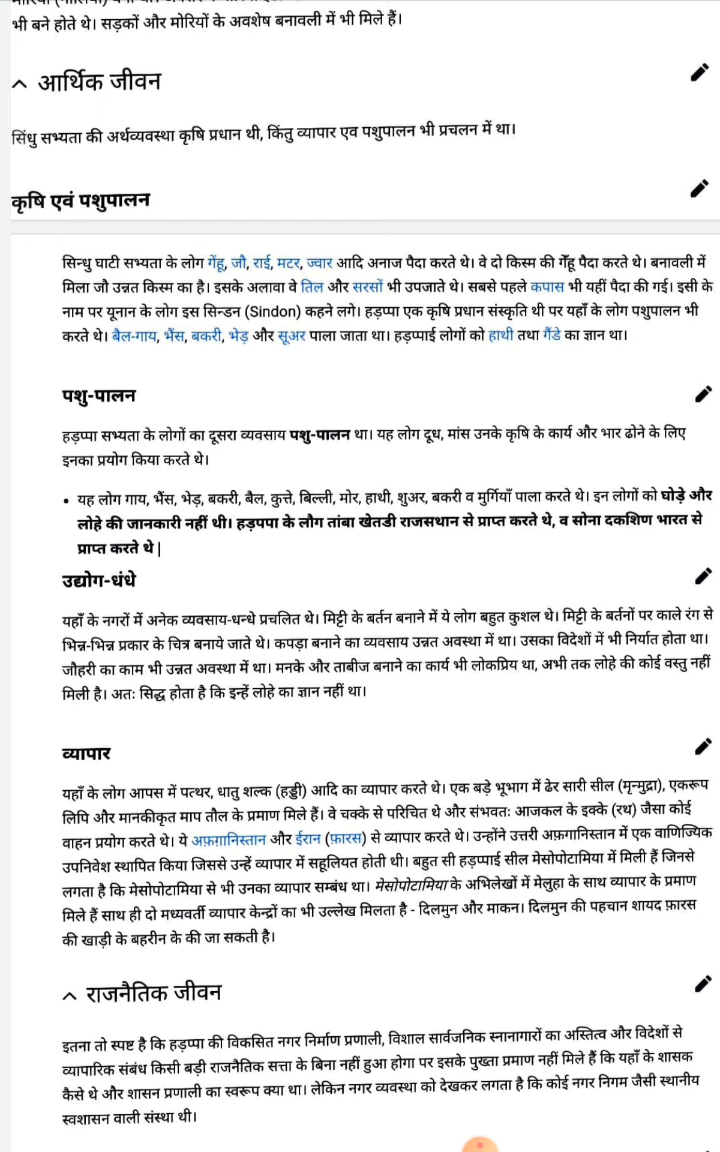 भी बने होते थे। सड़कों और मोरियों के अवशेष बनावली में भी मिले हैं।
आर्थिक जीवन
सिंधु सभ्यता की अर्थव्यवस्था कृषि प्रधान थी, किंतु व्यापार एव पशुपालन भी प्रचलन में था।
कृषि एवं पशुपालन
सिन्धु घाटी सभ्यता के लोग गेंहू, जौ, राई, मटर, ज्वार आदि अनाज पैदा करते थे। वे दो किस्म की गेँहू पैदा करते थे। बनावली में
मिला जौ उन्नत किस्म का है। इसके अलावा वे तिल और सरसों भी उपजाते थे। सबसे पहले कपास भी यहीं पैदा की गई। इसी के
नाम पर यूनान के लोग इस सिन्डन (Sindon) कहने लगे। हड़प्पा एक कृषि प्रधान संस्कृति थी पर यहाँ के लोग पशुपालन भी
करते थे। बैल-गाय, भैंस, बकरी, भेड़ और सूअर पाला जाता था। हड़प्पाई लोगों को हाथी तथा गैंडे का ज्ञान था।
पशु-पालन
हड़प्पा सभ्यता के लोगों का दूसरा व्यवसाय पशु-पालन था। यह लोग दूध, मांस उनके कृषि के कार्य और भार ढोने के लिए
इनका प्रयोग किया करते थे।
• यह लोग गाय, भैंस, भेड़, बकरी, बैल, कुत्ते, बिल्ली, मोर, हाथी, शुअर, बकरी व मुर्गियाँ पाला करते थे। इन लोगों को घोड़े और
लोहे की जानकारी नहीं थी। हड़पपा के लौग तांबा खेतडी राजसथान से प्राप्त करते थे, व सोना दकशिण भारत से
प्राप्त करते थे|
उद्योग-धंधे
यहाँ के नगरों में अनेक व्यवसाय-धन्धे प्रचलित थे। मिट्टी के बर्तन बनाने में ये लोग बहुत कुशल थे। मिट्टी के बर्तनों पर काले रंग से
भिन्न-भिन्न प्रकार के चित्र बनाये जाते थे। कपड़ा बनाने का व्यवसाय उन्नत अवस्था में था। उसका विदेशों में भी निर्यात होता था।
जौहरी का काम भी उन्नत अवस्था में था। मनके और ताबीज बनाने का कार्य भी लोकप्रिय था, अभी तक लोहे की कोई वस्तु नहीं
मिली है। अतः सिद्ध होता है कि इन्हें लोहे का ज्ञान नहीं था।
व्यापार
यहाँ के लोग आपस में पत्थर, धातु शल्क (हड्डी) आदि का व्यापार करते थे। एक बड़े भूभाग में ढेर सारी सील (मृन्मुद्रा), एकरूप
लिपि और मानकीकृत माप तौल के प्रमाण मिले हैं। वे चक्के से परिचित थे और संभवतः आजकल के इक्के (रथ) जैसा कोई
वाहन प्रयोग करते थे। ये अफ़ग़ानिस्तान और ईरान (फ़ारस) से व्यापार करते थे। उन्होंने उत्तरी अफ़गानिस्तान में एक वाणिज्यिक
उपनिवेश स्थापित किया जिससे उन्हें व्यापार में सहूलियत होती थी। बहुत सी हड़प्पाई सील मेसोपोटामिया में मिली हैं जिनसे
लगता है कि मेसोपोटामिया से भी उनका व्यापार सम्बंध था। मेसोपोटामिया के अभिलेखों में मेलुहा के साथ व्यापार के प्रमाण
मिले हैं साथ ही दो मध्यवर्ती व्यापार केन्द्रों का भी उल्लेख मिलता है - दिलमुन और माकन। दिलमुन की पहचान शायद फ़ारस
की खाड़ी के बहरीन के की जा सकती है।
राजनैतिक जीवन
इतना तो स्पष्ट है कि हड़प्पा की विकसित नगर निर्माण प्रणाली, विशाल सार्वजनिक स्नानागारों का अस्तित्व और विदेशों से
व्यापारिक संबंध किसी बड़ी राजनैतिक सत्ता के बिना नहीं हुआ होगा पर इसके पुख्ता प्रमाण नहीं मिले हैं कि यहाँ के शासक
कैसे थे और शासन प्रणाली का स्वरूप क्या था। लेकिन नगर व्यवस्था को देखकर लगता है कि कोई नगर निगम जैसी स्थानीय
स्वशासन वाली संस्था थी।